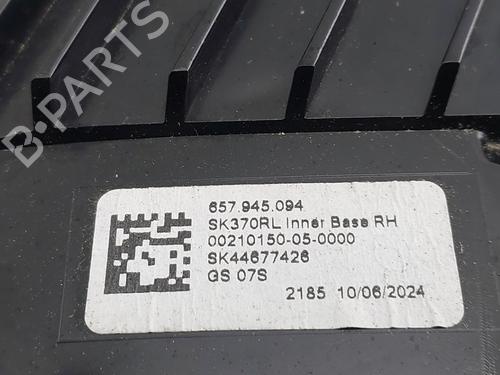 B-PARTS
657.945.094
SK370RL Inner Base RH
00210150-05-0000
SK44677426
GS 07S
2185 10/06/2024